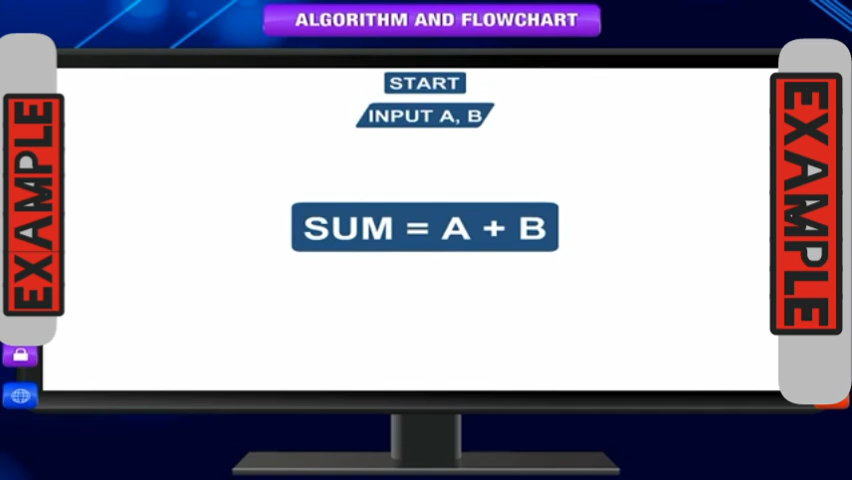 ALGORITHM AND FLOWCHART
START
INPUT A, B
SUM = A + B
EXAMPLE
EXAMPLE